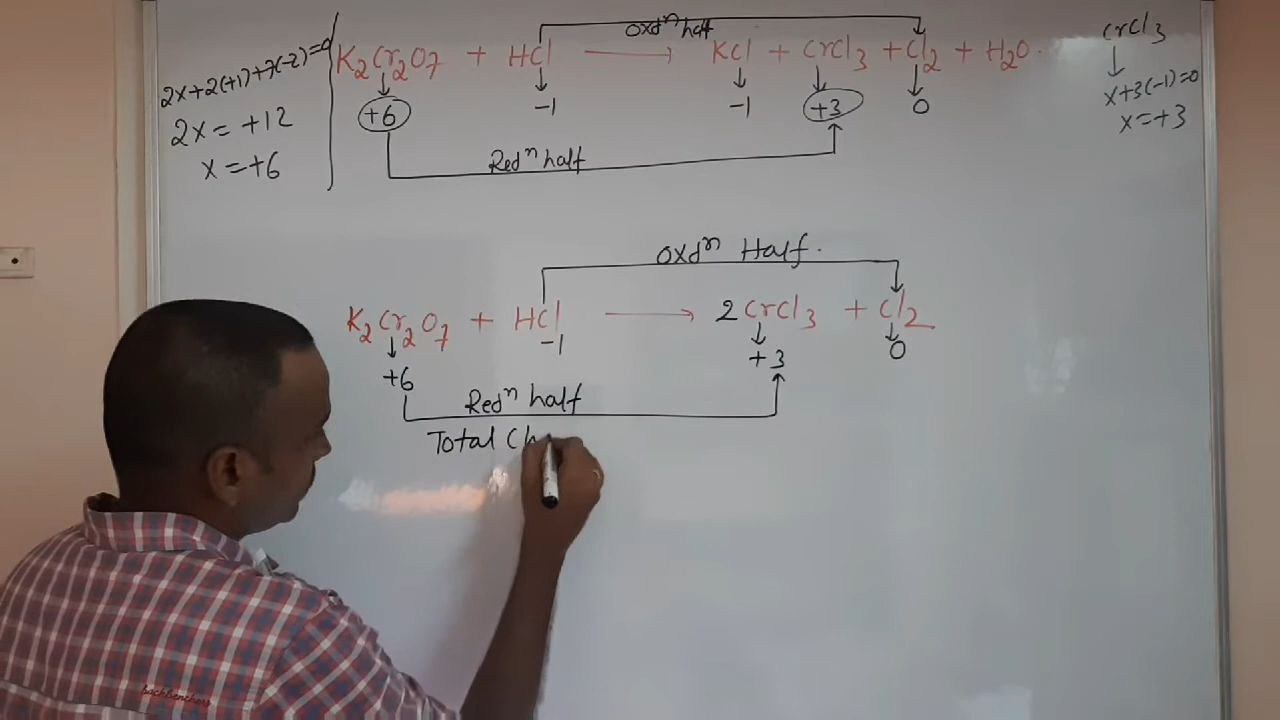 2x+2(+1)+7(-2)=0
2x = +12
x = +6
Oxdⁿ half
K₂Cr₂O₇ + HCl → KCl + CrCl₃ + Cl₂ + H₂O.
+6 -1 -1 +3 0
Redⁿ half
CrCl₃
x+3(-1)=0
x=+3
Oxdⁿ Half.
K₂Cr₂O₇ + HCl → 2CrCl₃ + Cl₂
+6 -1 +3 0
Redⁿ half
Total Ch
backbenchers